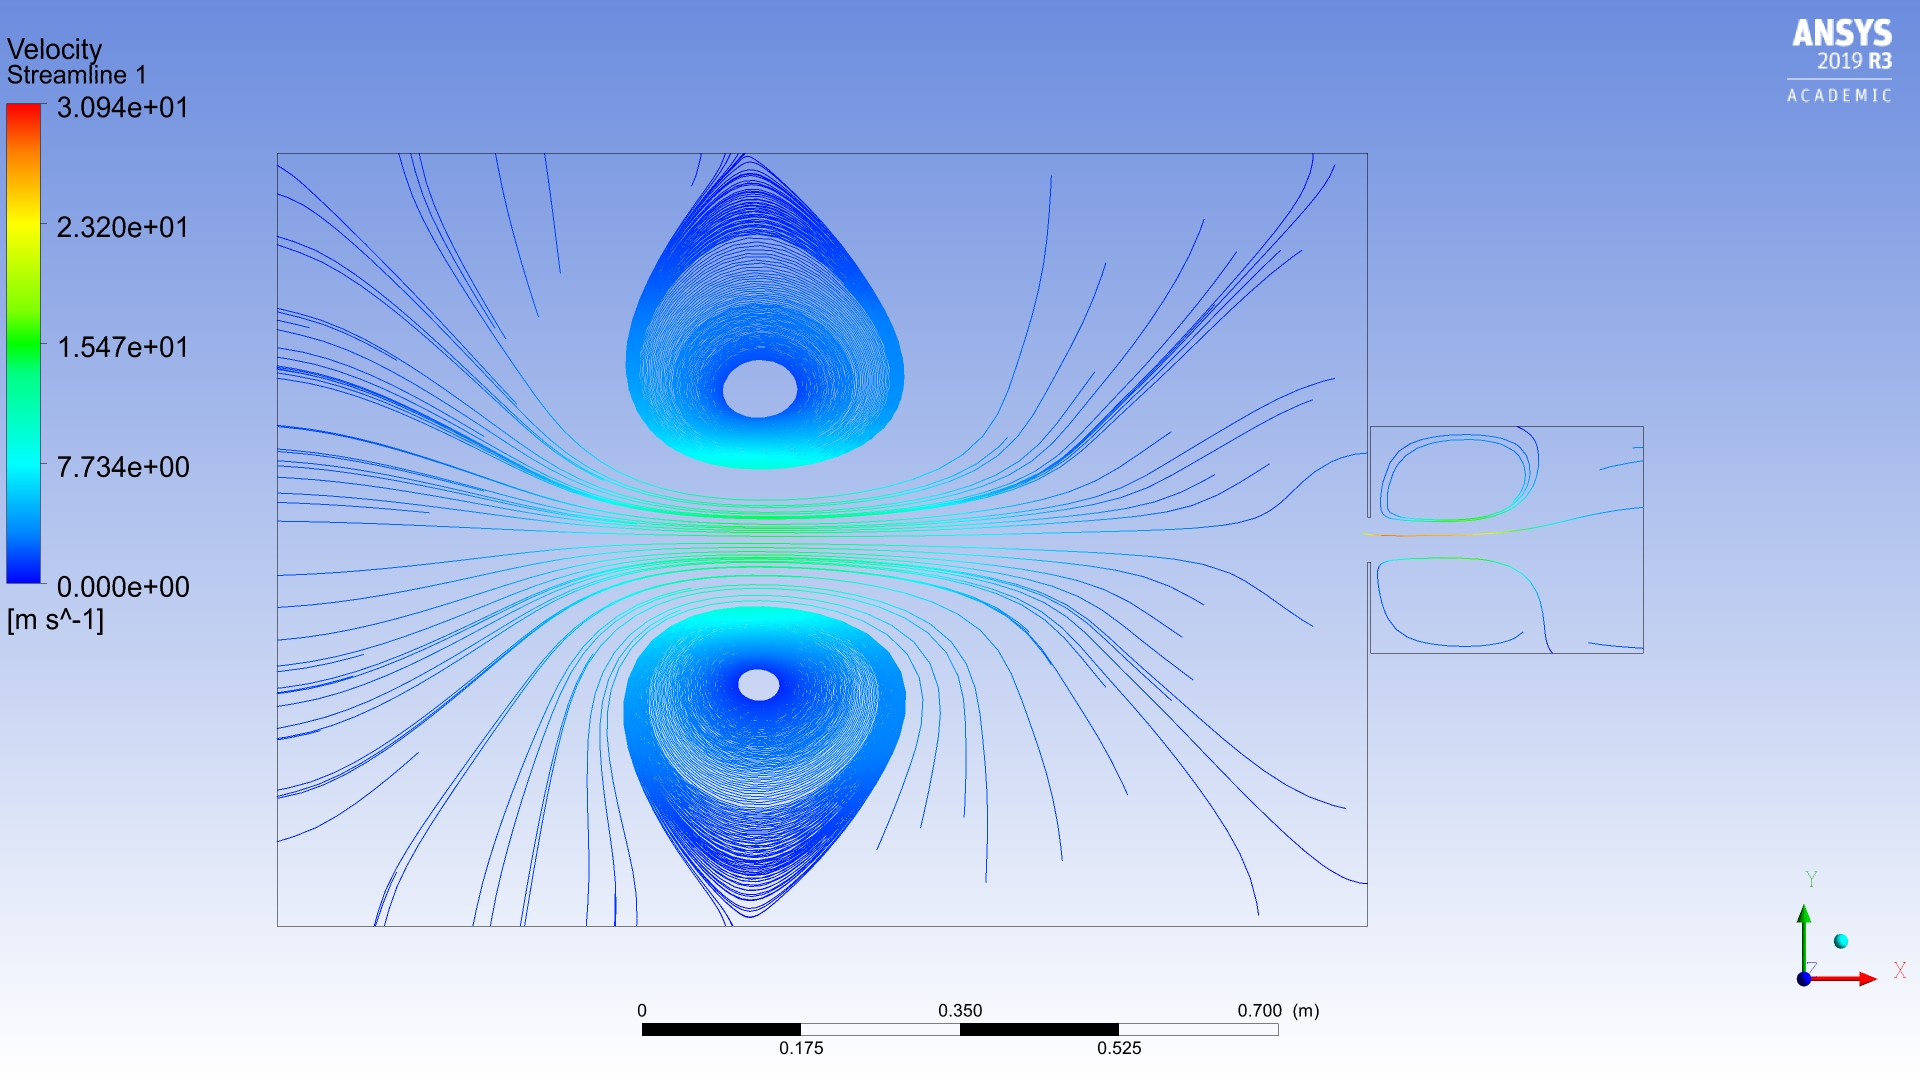 Velocity
Streamline 1
3.094e+01
2.320e+01
1.547e+01
7.734e+00
0.000e+00
[m s^-1]
ANSYS
2019 R3
ACADEMIC
Y
Z
X
0 0.350 0.700 (m)
0.175 0.525